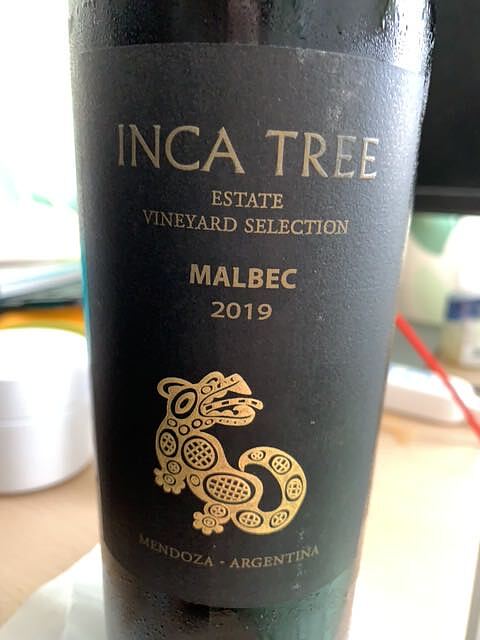 INCA TREE
ESTATE
VINEYARD SELECTION
MALBEC
2019
MENDOZA - ARGENTINA